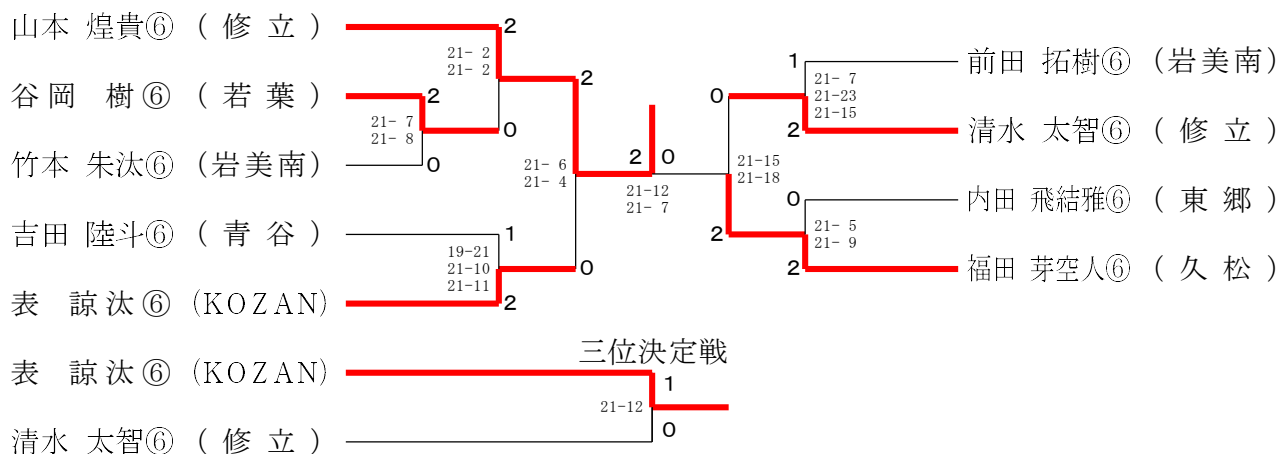 山本 煌貴⑥ (修立) 2
21- 2
21- 2
2
谷岡 樹⑥ (若葉) 2
21- 7
21- 8
0
竹本 朱汰⑥ (岩美南) 0
21- 6
21- 4
吉田 陸斗⑥ (青谷) 1
19-21
21-10
21-11
0
表 諒汰⑥ (KOZAN) 2
2 0
21-12
21- 7
1 前田 拓樹⑥ (岩美南)
21- 7
21-23
21-15
0
2 清水 太智⑥ (修立)
21-15
21-18
0 内田 飛結雅⑥ (東郷)
21- 5
21- 9
2
2 福田 芽空人⑥ (久松)
三位決定戦
表 諒汰⑥ (KOZAN) 1
21-12
清水 太智⑥ (修立) 0